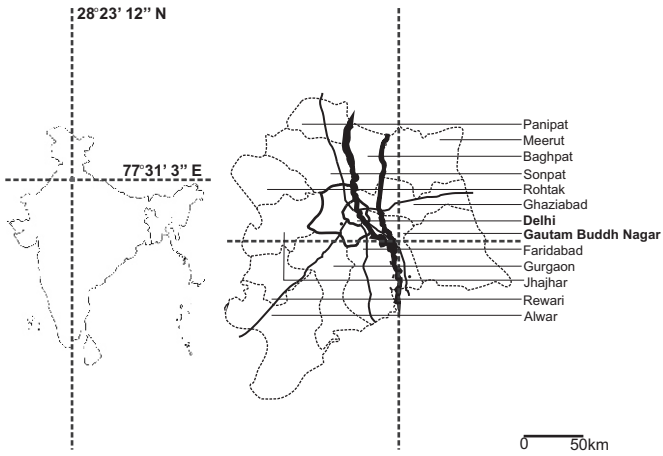 28°23' 12’’ N
77°31' 3’’ E
Panipat
Meerut
Baghpat
Sonpat
Rohtak
Ghaziabad
Delhi
Gautam Buddh Nagar
Faridabad
Gurgaon
Jhajhar
Rewari
Alwar
0 50km